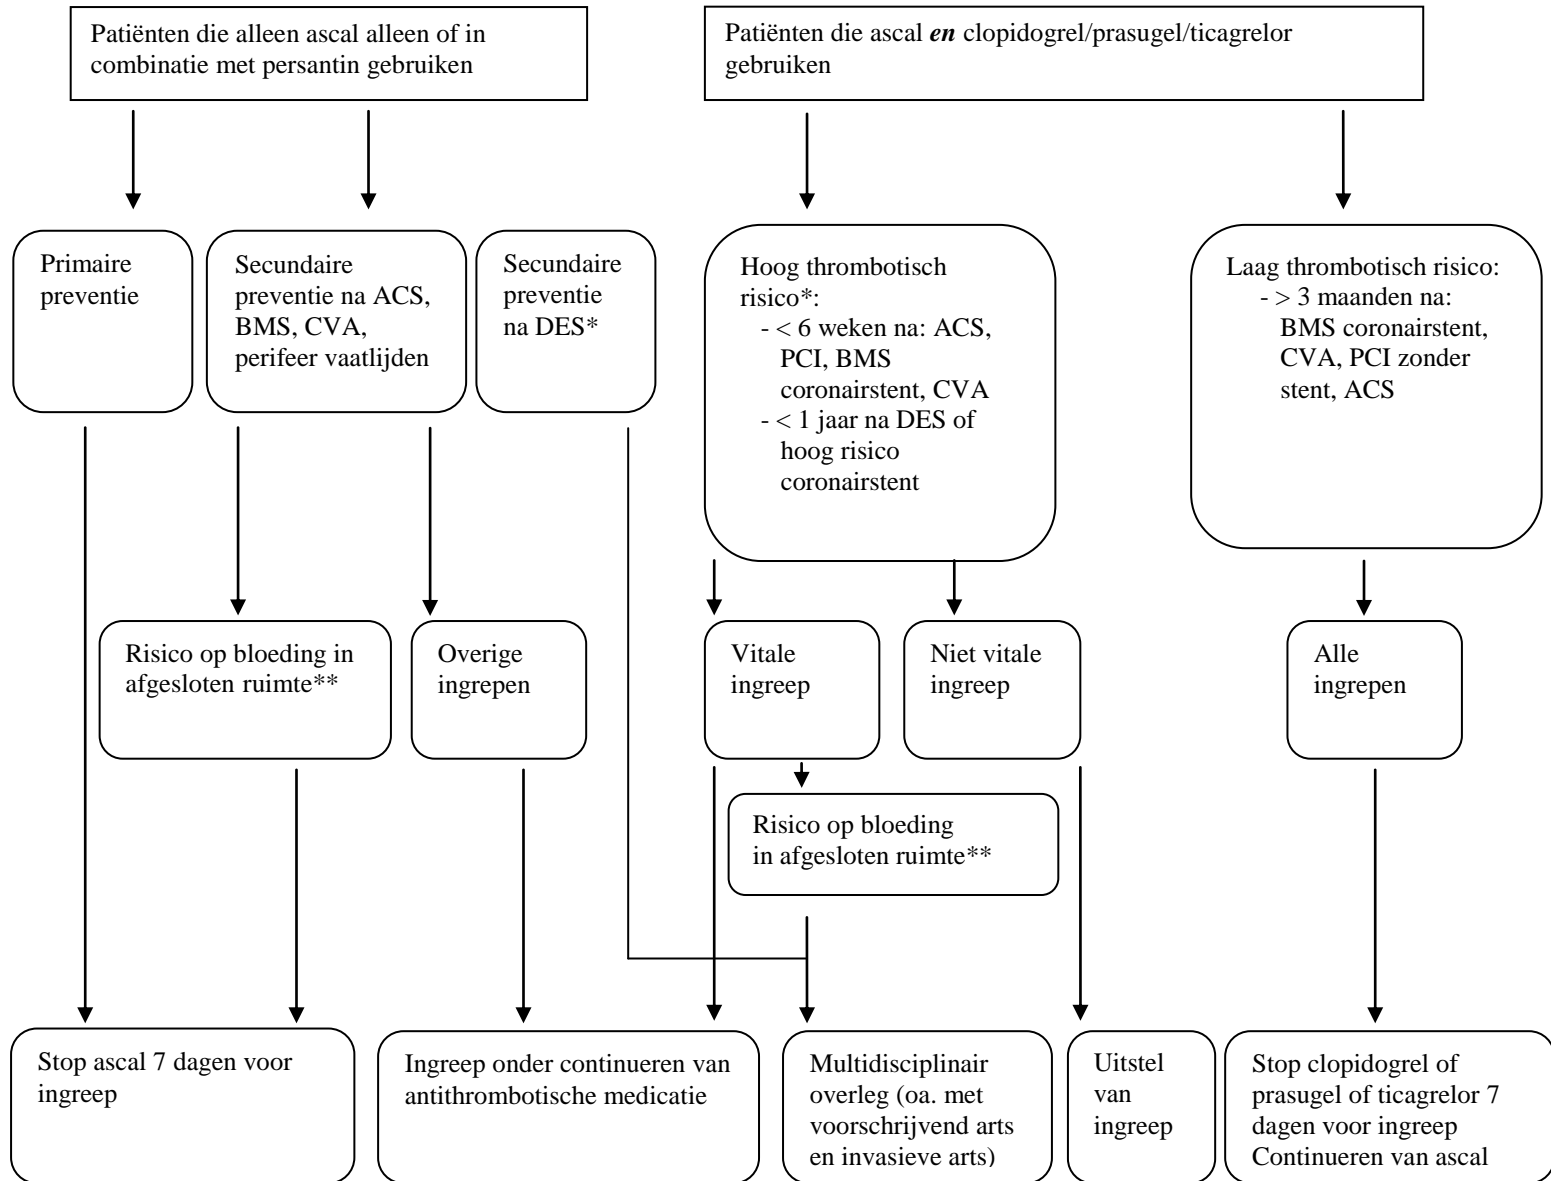 Patiënten die alleen ascal alleen of in
combinatie met persantin gebruiken
Patiënten die ascal en clopidogrel/prasugel/ticagrelor
gebruiken
Primaire
preventie
Secundaire
preventie na ACS,
BMS, CVA,
perifeer vaatlijden
Secundaire
preventie
na DES*
Hoog thrombotisch
risico*:
- < 6 weken na: ACS,
PCI, BMS
coronairstent, CVA
- < 1 jaar na DES of
hoog risico
coronairstent
Laag thrombotisch risico:
- > 3 maanden na:
BMS coronairstent,
CVA, PCI zonder
stent, ACS
Risico op bloeding in
afgesloten ruimte**
Overige
ingrepen
Vitale
ingreep
Niet vitale
ingreep
Alle
ingrepen
Risico op bloeding
in afgesloten ruimte**
Stop ascal 7 dagen voor
ingreep
Ingreep onder continueren van
antithrombotische medicatie
Multidisciplinair
overleg (oa. met
voorschrijvend arts
en invasieve arts)
Uitstel
van
ingreep
Stop clopidogrel of
prasugel of ticagrelor 7
dagen voor ingreep
Continueren van ascal